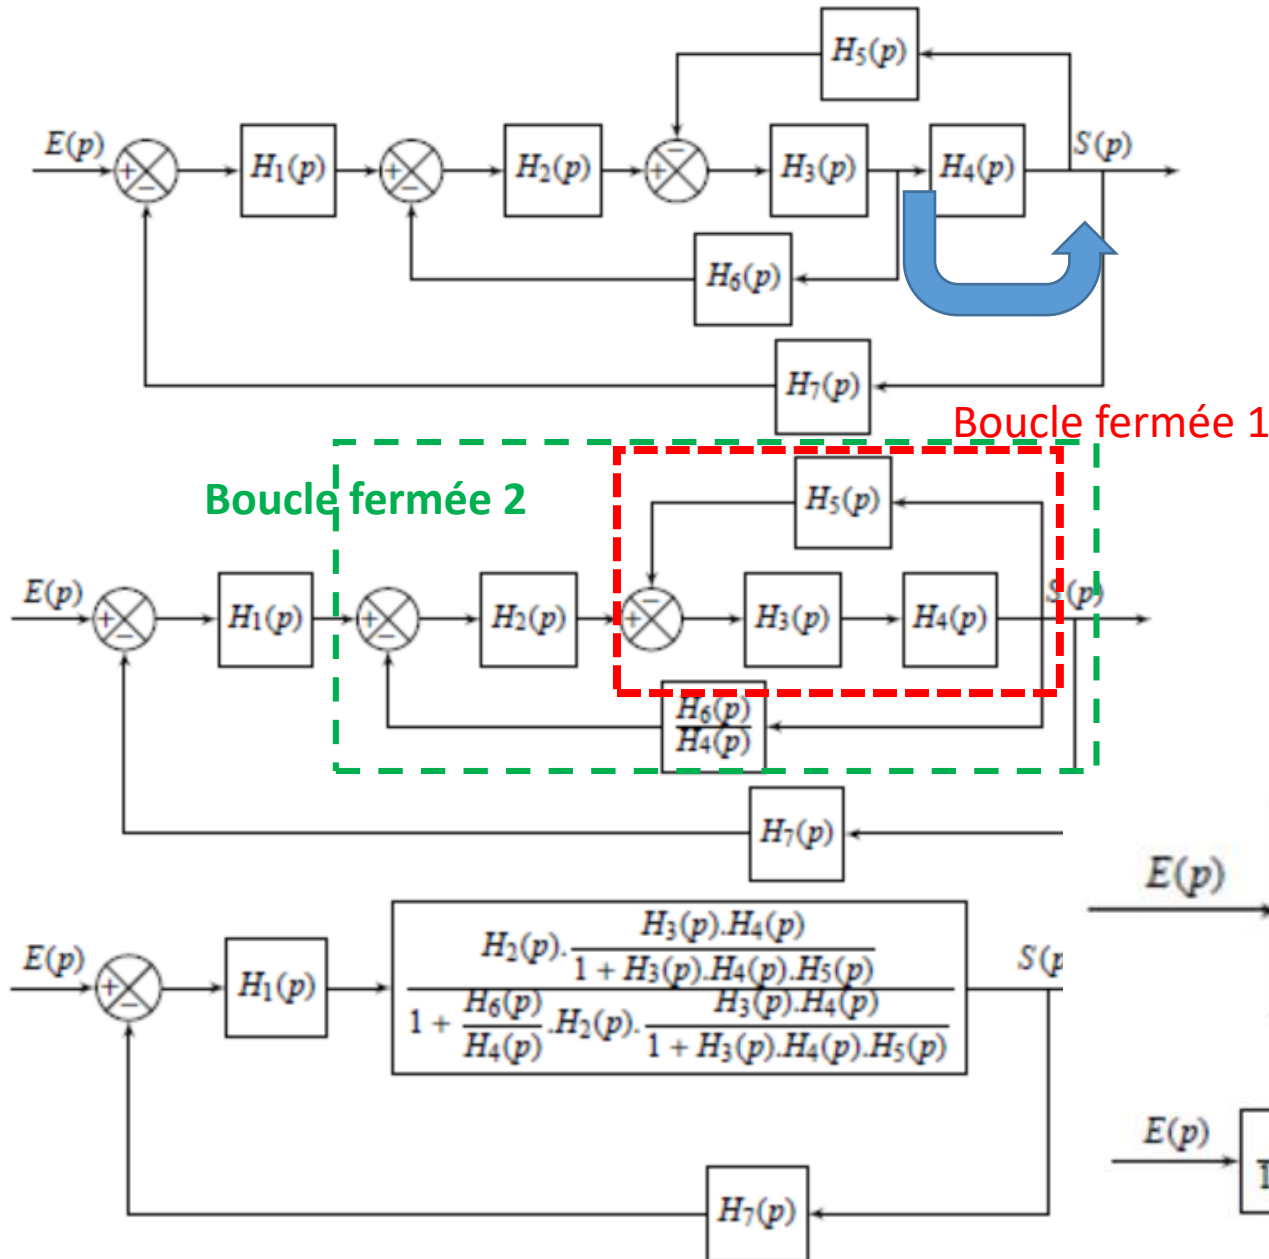 H5(p)
E(p)
+
−
H1(p)
+
−
H2(p)
−
+
H3(p)
H4(p)
S(p)
H6(p)
H7(p)
Boucle fermée 1
Boucle fermée 2
H5(p)
E(p)
+
−
H1(p)
+
−
H2(p)
−
+
H3(p)
H4(p)
S(p)
H6(p)
H4(p)
H7(p)
E(p)
E(p)
+
−
H1(p)
H2(p). H3(p).H4(p)
1 + H3(p).H4(p).H5(p)
1 + H6(p)/H4(p) .H2(p). H3(p).H4(p)
1 + H3(p).H4(p).H5(p)
S(p
H7(p)
E(p)
1